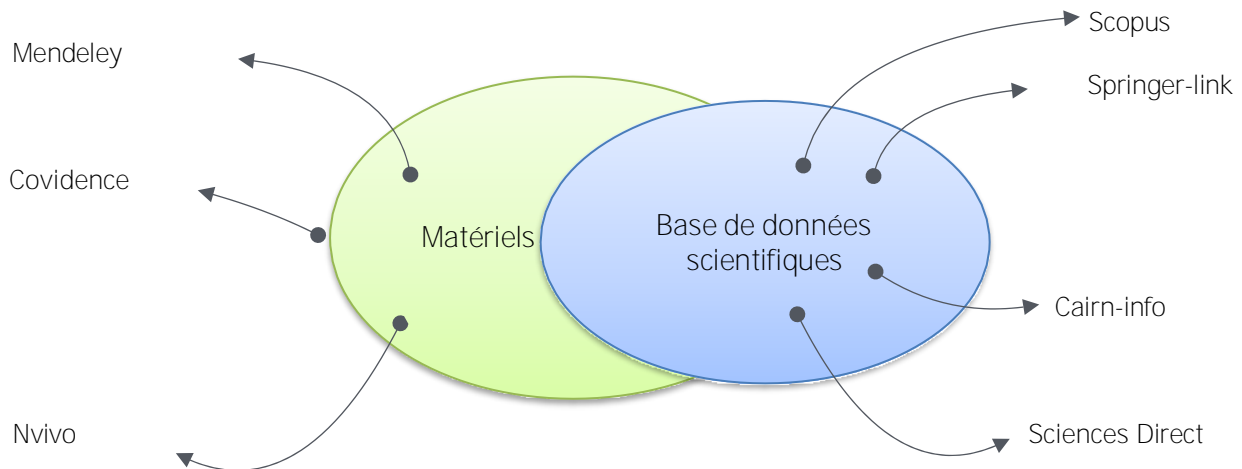 Scopus
Mendeley
Springer-link
Covidence
Matériels
Base de données
scientifiques
Cairn-info
Nvivo
Sciences Direct